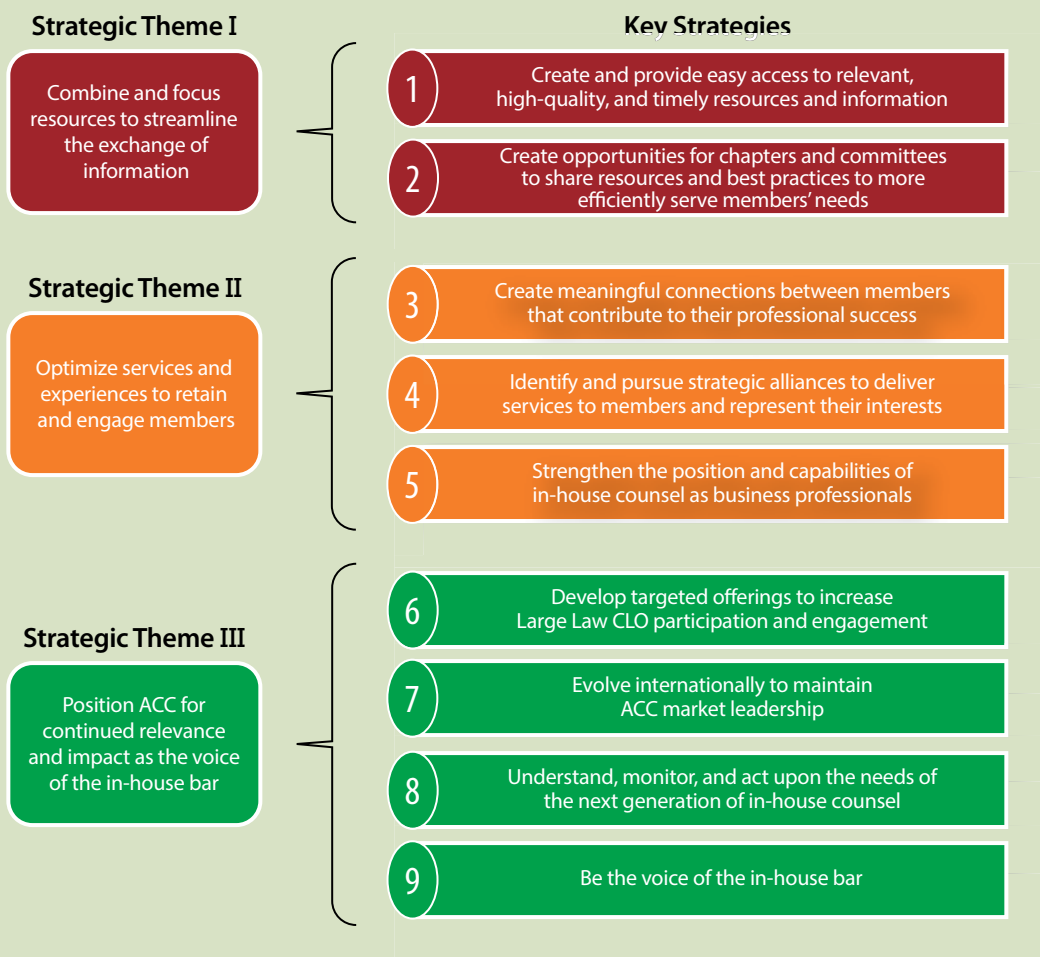 Strategic Theme I
Combine and focus
resources to streamline
the exchange of
information
Key Strategies
1
Create and provide easy access to relevant,
high-quality, and timely resources and information
2
Create opportunities for chapters and committees
to share resources and best practices to more
efficiently serve members' needs
Strategic Theme II
Optimize services and
experiences to retain
and engage members
3
Create meaningful connections between members
that contribute to their professional success
4
Identify and pursue strategic alliances to deliver
services to members and represent their interests
5
Strengthen the position and capabilities of
in-house counsel as business professionals
Strategic Theme III
Position ACC for
continued relevance
and impact as the voice
of the in-house bar
6
Develop targeted offerings to increase
Large Law CLO participation and engagement
7
Evolve internationally to maintain
ACC market leadership
8
Understand, monitor, and act upon the needs of
the next generation of in-house counsel
9
Be the voice of the in-house bar